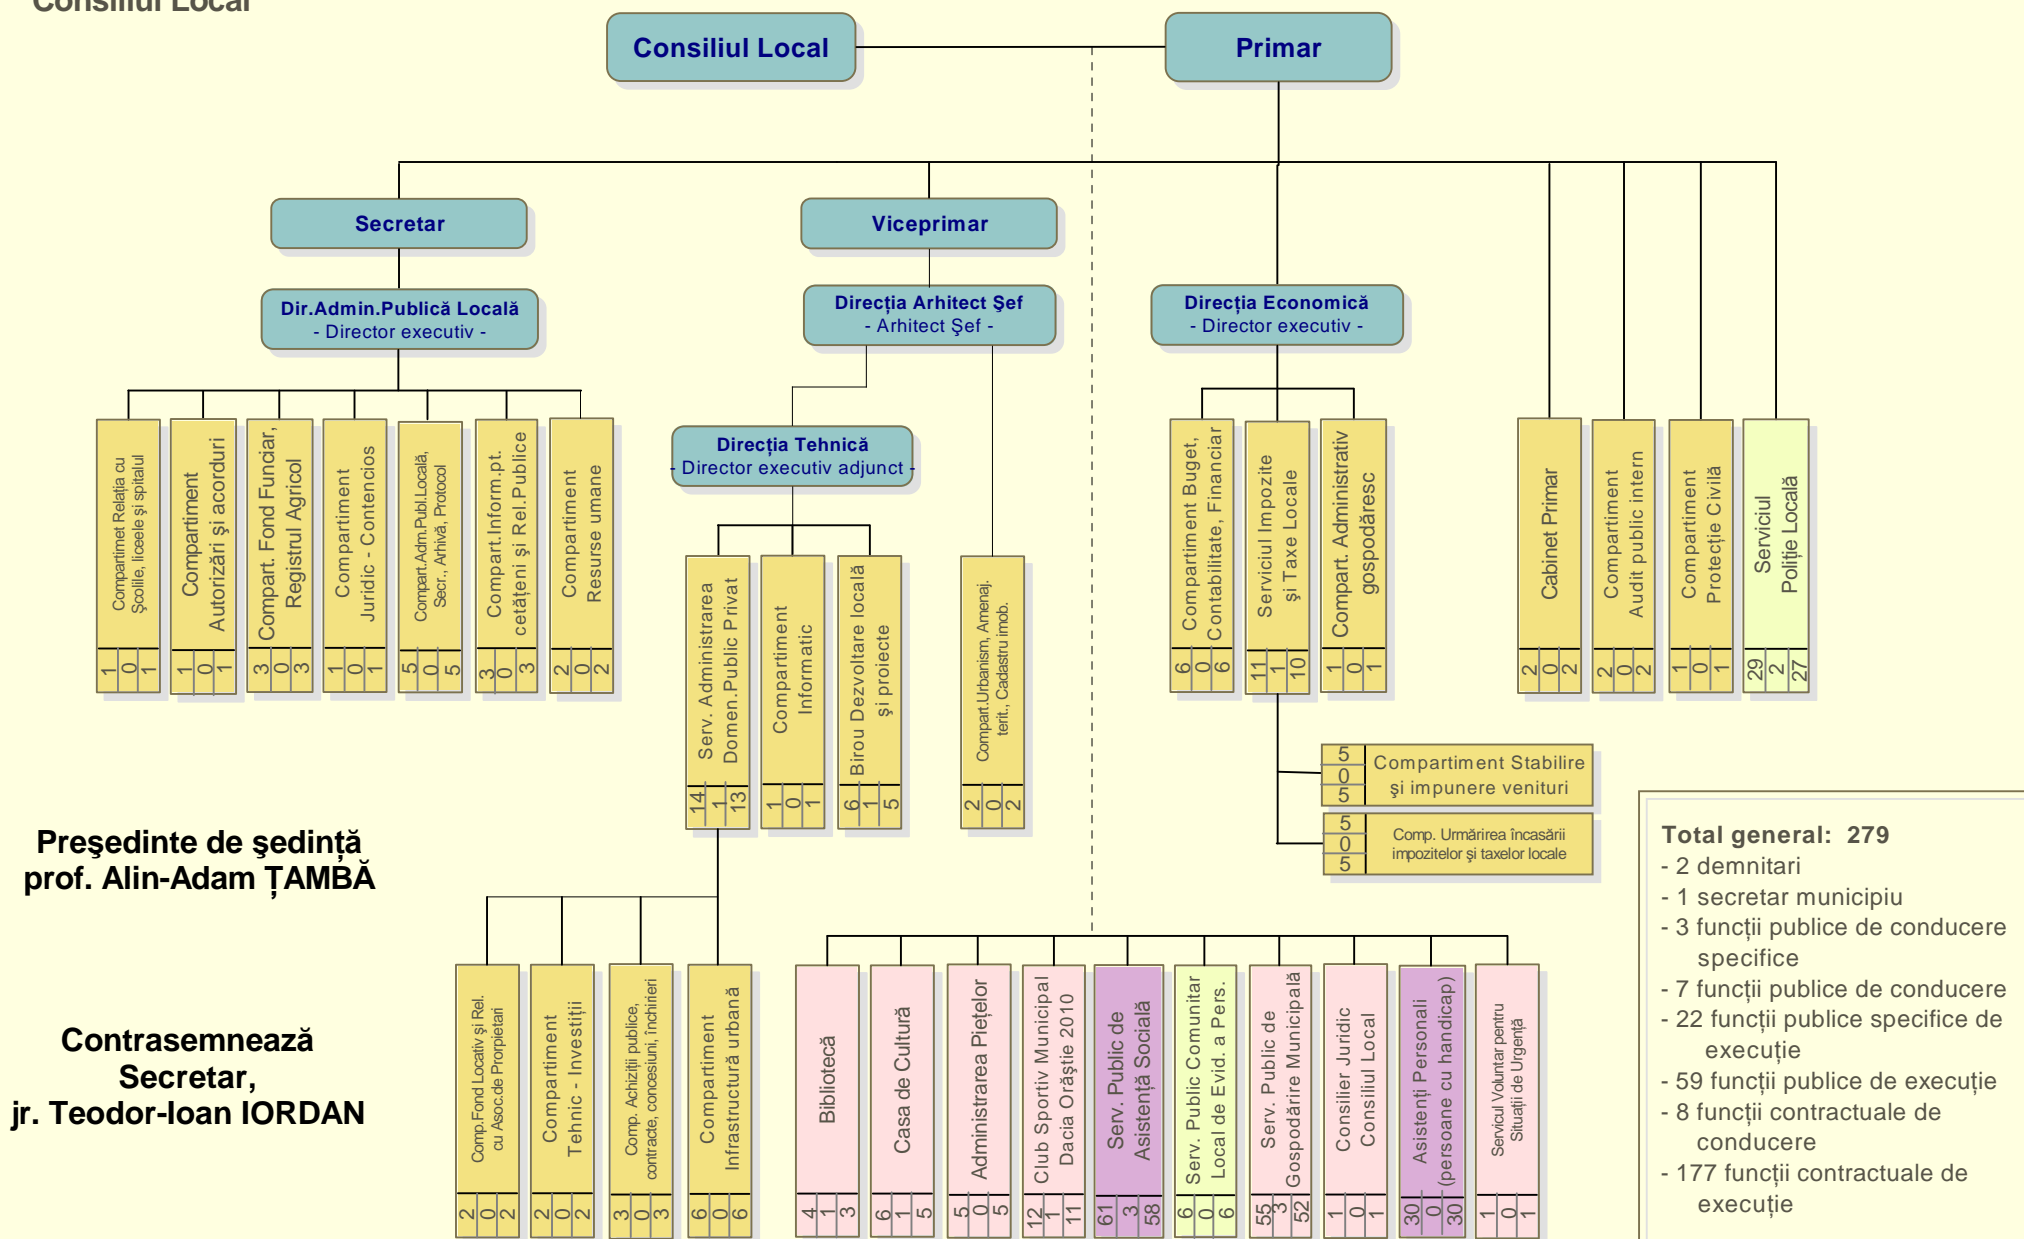 Consiliul Local
Consiliul Local
Primar
Secretar
Viceprimar
Dir.Admin.Publică Locală
- Director executiv -
Direcția Arhitect Şef
- Arhitect Şef -
Direcția Economică
- Director executiv -
Direcția Tehnică
- Director executiv adjunct -
Compartimet Relația cu
Şcolile, liceele şi spitalul
1 0 1
Compartiment
Autorizări şi acorduri
1 0 1
Compart. Fond Funciar,
Registrul Agricol
3 0 3
Compartiment
Juridic - Contencios
1 0 1
Compart.Adm.Publ.Locală,
Secr., Arhivă, Protocol
5 0 5
Compart.Inform.pt.
cetățeni şi Rel.Publice
3 0 3
Compartiment
Resurse umane
2 0 2
Serv. Administrarea
Domen.Public Privat
14 1 13
Compartiment
Informatic
1 0 1
Birou Dezvoltare locală
şi proiecte
6 1 5
Compart.Urbanism, Amenaj.
terit., Cadastru imob.
2 0 2
Compartiment Buget,
Contabilitate, Financiar
6 0 6
Serviciul Impozite
şi Taxe Locale
11 1 10
Compart. Administrativ
gospodăresc
1 0 1
Cabinet Primar
2 0 2
Compartiment
Audit public intern
2 0 2
Compartiment
Protecție Civilă
1 0 1
Serviciul
Poliție Locală
29 2 27
5
0
5
Compartiment Stabilire
şi impunere venituri
5
0
5
Comp. Urmărirea încasării
impozitelor şi taxelor locale
Preşedinte de şedință
prof. Alin-Adam ȚAMBĂ
Contrasemnează
Secretar,
jr. Teodor-Ioan IORDAN
Comp.Fond Locativ şi Rel.
cu Asoc.de Prorpietari
2 0 2
Compartiment
Tehnic - Investiții
2 0 2
Comp. Achiziții publice,
contracte, concesiuni, închirieri
3 0 3
Compartiment
Infrastructură urbană
6 0 6
Bibliotecă
4 1 3
Casa de Cultură
6 1 5
Administrarea Piețelor
5 0 5
Club Sportiv Municipal
Dacia Orăştie 2010
12 1 11
Serv. Public de
Asistență Socială
61 3 58
Serv. Public Comunitar
Local de Evid. a Pers.
6 0 6
Serv. Public de
Gospodărire Municipală
55 3 52
Consilier Juridic
Consiliul Local
1 0 1
Asistenți Personali
(persoane cu handicap)
30 0 30
Serviciul Voluntar pentru
Situații de Urgență
1 0 1
Total general: 279
- 2 demnitari
- 1 secretar municipiu
- 3 funcții publice de conducere
specifice
- 7 funcții publice de conducere
- 22 funcții publice specifice de
execuție
- 59 funcții publice de execuție
- 8 funcții contractuale de
conducere
- 177 funcții contractuale de
execuție